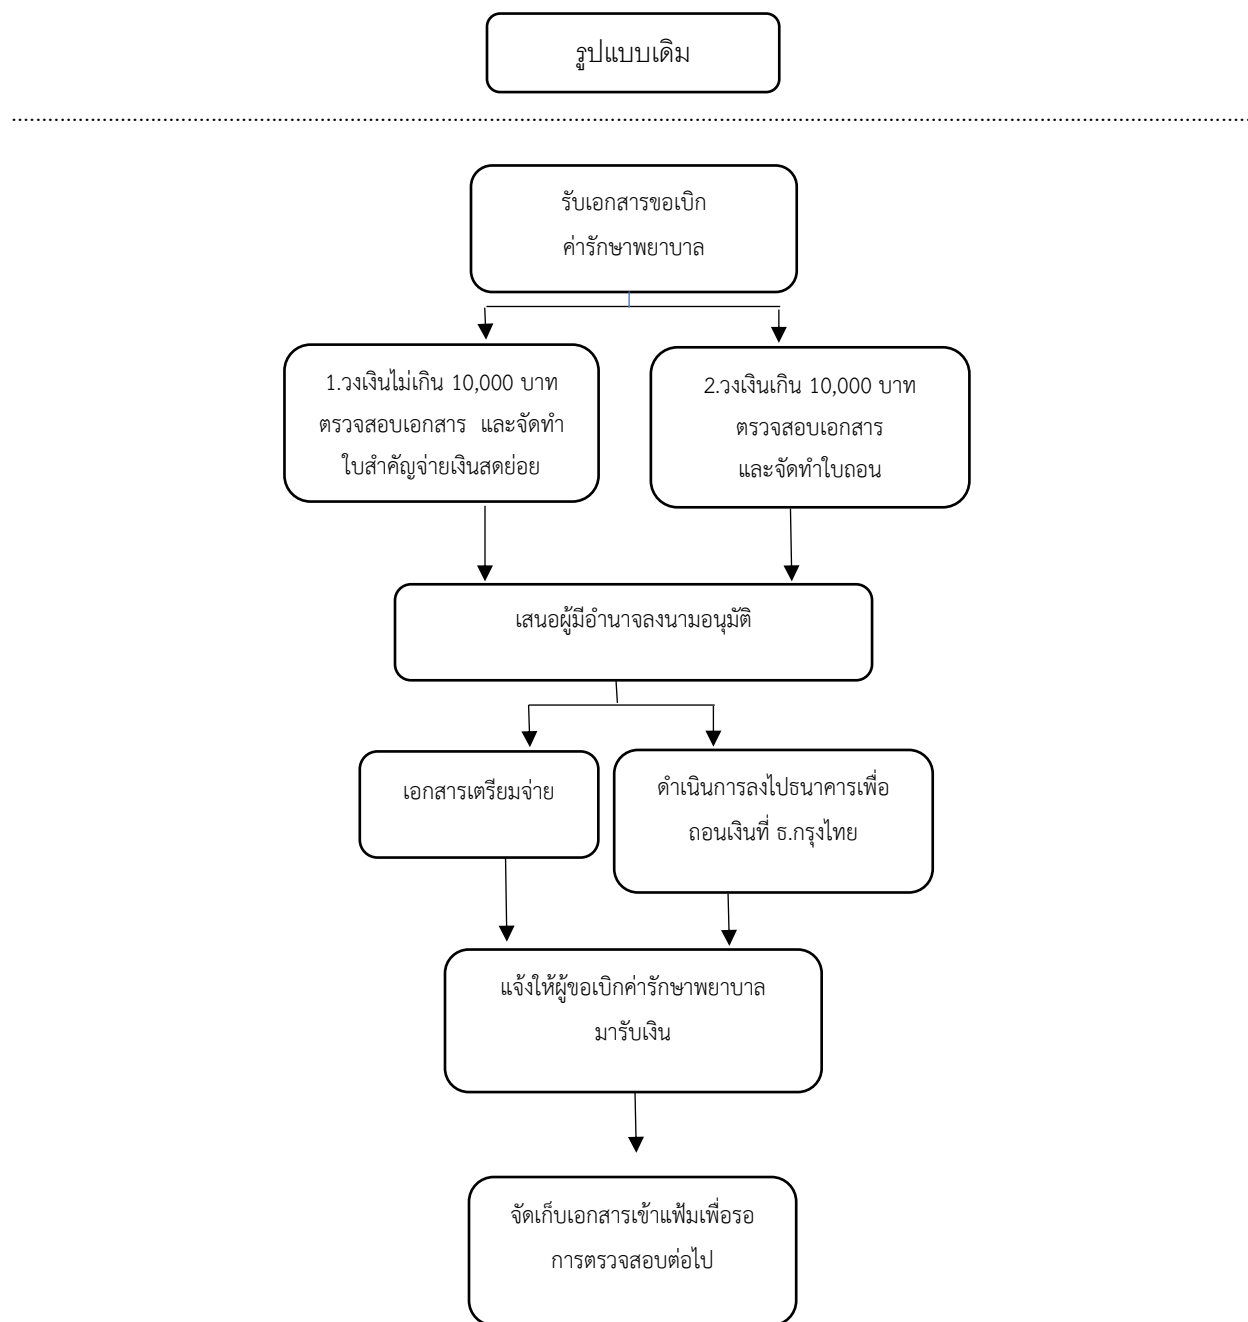 รูปแบบเดิม
รับเอกสารขอเบิก
ค่ารักษาพยาบาล
1.วงเงินไม่เกิน 10,000 บาท
ตรวจสอบเอกสาร และจัดทำ
ใบสำคัญจ่ายเงินสดย่อย
2.วงเงินเกิน 10,000 บาท
ตรวจสอบเอกสาร
และจัดทำใบถอน
เสนอผู้มีอำนาจลงนามอนุมัติ
เอกสารเตรียมจ่าย
ดำเนินการลงไปธนาคารเพื่อ
ถอนเงินที่ ธ.กรุงไทย
แจ้งให้ผู้ขอเบิกค่ารักษาพยาบาล
มารับเงิน
จัดเก็บเอกสารเข้าแฟ้มเพื่อรอ
การตรวจสอบต่อไป